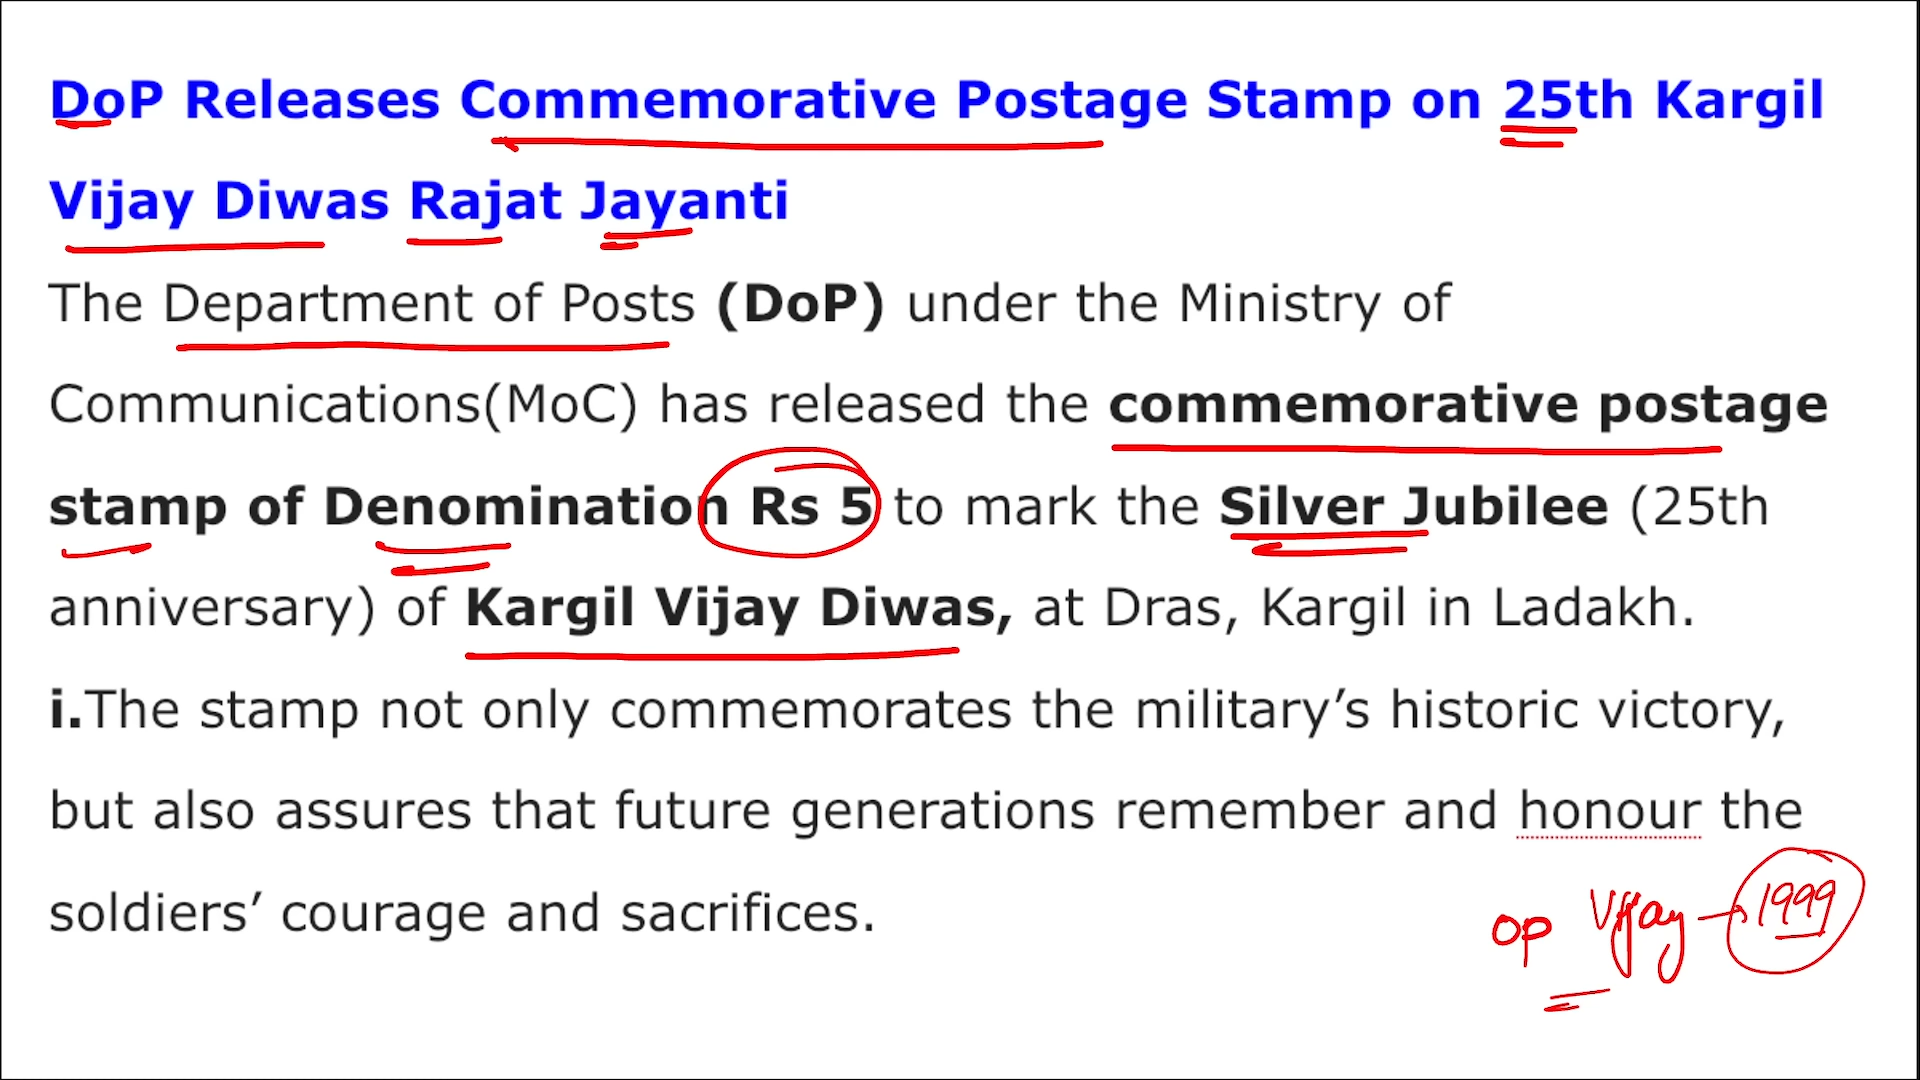 DoP Releases Commemorative Postage Stamp on 25th Kargil
Vijay Diwas Rajat Jayanti
The Department of Posts (DoP) under the Ministry of
Communications(MoC) has released the commemorative postage
stamp of Denomination Rs 5 to mark the Silver Jubilee (25th
anniversary) of Kargil Vijay Diwas, at Dras, Kargil in Ladakh.
i.The stamp not only commemorates the military’s historic victory,
but also assures that future generations remember and honour the
soldiers’ courage and sacrifices.
OP Vijay → 1999